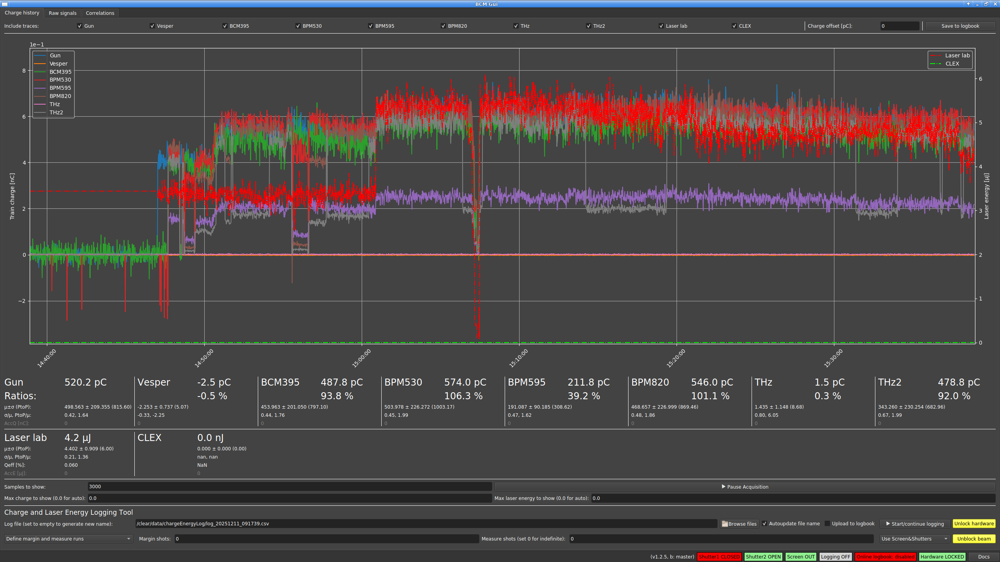 BCM Gui
Charge history Raw signals Correlations
Include traces: Gun Vesper BCM395 BPM530 BPM595 BPM820 THz THz2 Laser lab CLEX Charge offset [pC]: 0 Save to logbook
1e−1
Gun
Vesper
BCM395
BPM530
BPM595
BPM820
THz
THz2
Laser lab
CLEX
8
6
4
2
0
−2
Train charge [nC]
6
5
4
3
2
1
0
Laser energy [µJ]
14:40:00 14:50:00 15:00:00 15:10:00 15:20:00 15:30:00
Gun 520.2 pC Vesper -2.5 pC BCM395 487.8 pC BPM530 574.0 pC BPM595 211.8 pC BPM820 546.0 pC THz 1.5 pC THz2 478.8 pC
Ratios: -0.5 % 93.8 % 106.3 % 39.2 % 101.1 % 0.3 % 92.0 %
µ±σ (PtoP): 498.563 ± 209.355 (815.60) -2.253 ± 0.737 (5.07) 453.963 ± 201.050 (797.10) 503.978 ± 226.272 (1003.17) 191.087 ± 90.185 (308.62) 468.657 ± 226.999 (869.46) 1.435 ± 1.148 (8.68) 343.260 ± 230.254 (682.96)
σ/µ, PtoP/µ: 0.42, 1.64 -0.33, -2.25 0.44, 1.76 0.45, 1.99 0.47, 1.62 0.48, 1.86 0.80, 6.05 0.67, 1.99
AccQ [nC]: 0 0 0 0 0 0 0 0
Laser lab 4.2 µJ CLEX 0.0 nJ
µ±σ (PtoP): 4.402 ± 0.909 (6.00) 0.000 ± 0.000 (0.00)
σ/µ, PtoP/µ: 0.21, 1.36 nan, nan
Qeff [%]: 0.060 NaN
AccE [µJ]: 0 0
Samples to show: 3000 Pause Acquisition
Max charge to show (0.0 for auto): 0.0 Max laser energy to show (0.0 for auto): 0.0
Charge and Laser Energy Logging Tool
Log file (set to empty to generate new name): /clear/data/chargeEnergyLog/log_20251211_091739.csv Browse files Autoupdate file name Upload to logbook Start/continue logging Unlock hardware
Define margin and measure runs Margin shots: 0 Measure shots (set 0 for indefinite): 0 Use Screen&Shutters Unblock beam
(v1.2.5, b: master) Shutter1 CLOSED Shutter2 OPEN Screen OUT Logging OFF Online logbook: disabled Hardware LOCKED Docs